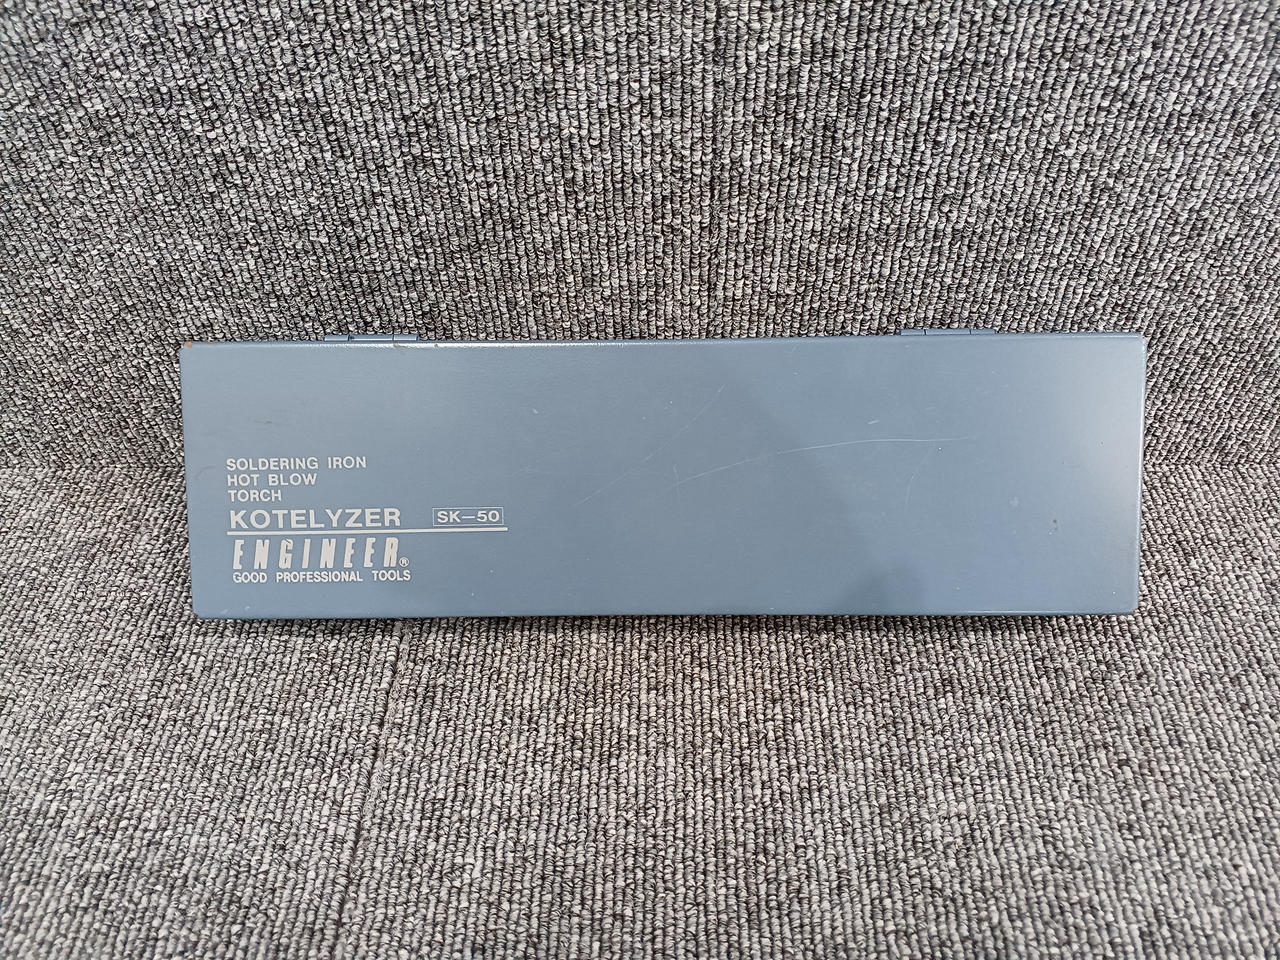 SOLDERING IRON
HOT BLOW
TORCH
KOTELYZER SK-50
ENGINEER®
GOOD PROFESSIONAL TOOLS